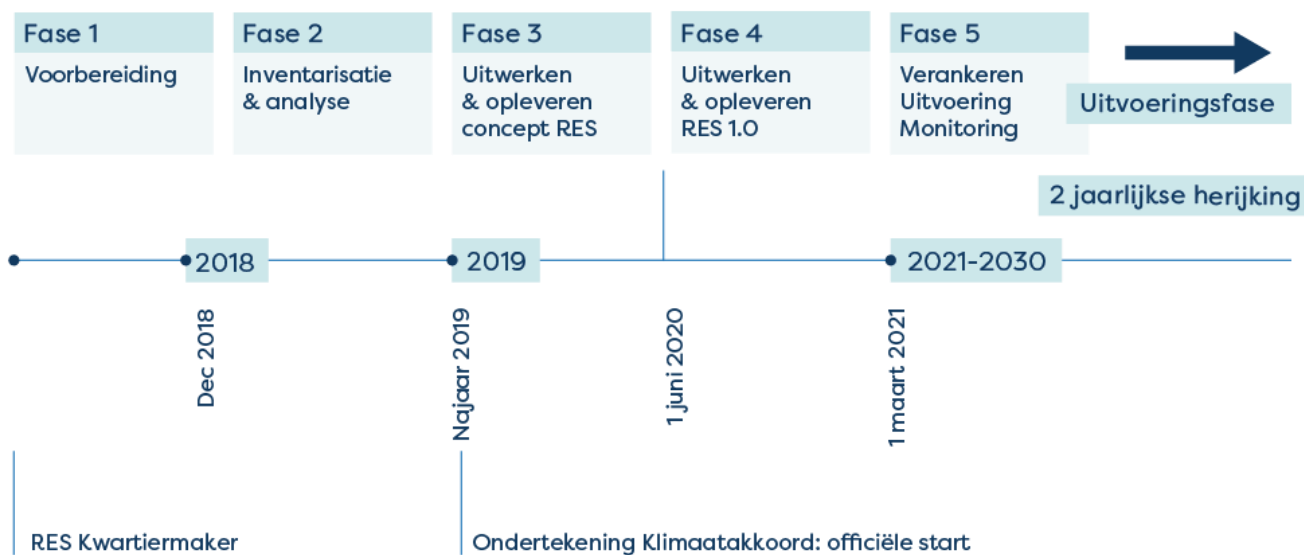 Fase 1
Voorbereiding
Fase 2
Inventarisatie
& analyse
Fase 3
Uitwerken
& opleveren
concept RES
Fase 4
Uitwerken
& opleveren
RES 1.0
Fase 5
Verankeren
Uitvoering
Monitoring
Uitvoeringsfase
2 jaarlijkse herijking
2018
2019
2021-2030
Dec 2018
Najaar 2019
1 juni 2020
1 maart 2021
RES Kwartiermaker
Ondertekening Klimaatakkoord: officiële start